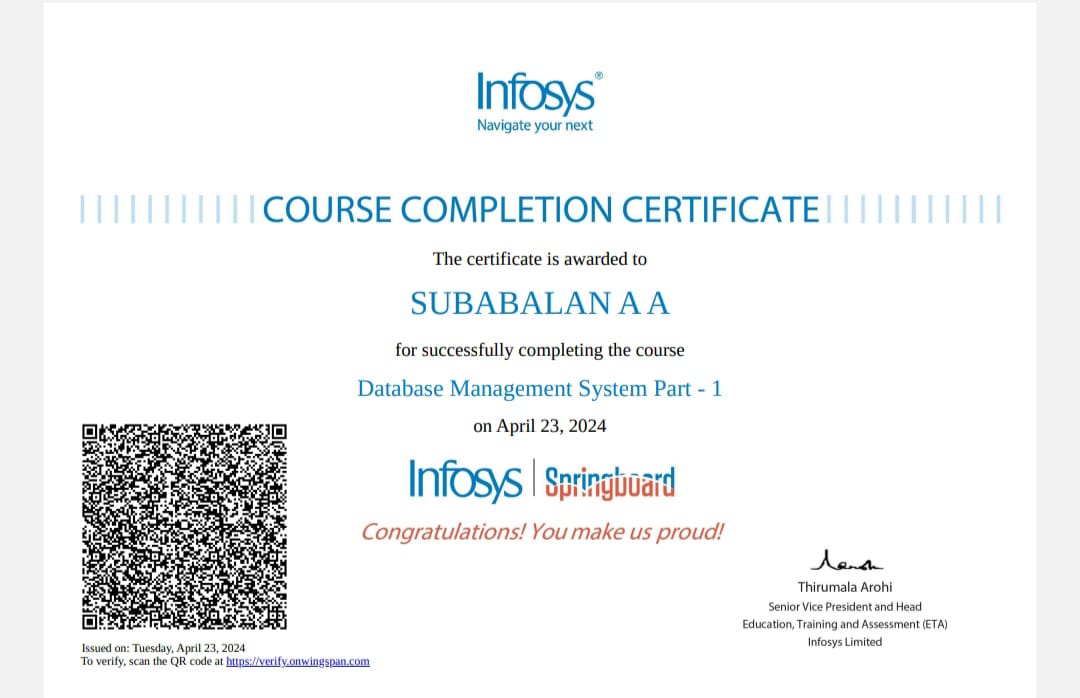 Infosys®
Navigate your next
COURSE COMPLETION CERTIFICATE
The certificate is awarded to
SUBABALAN A A
for successfully completing the course
Database Management System Part - 1
on April 23, 2024
Infosys | Springboard
Congratulations! You make us proud!
Thirumala Arohi
Senior Vice President and Head
Education, Training and Assessment (ETA)
Infosys Limited
Issued on: Tuesday, April 23, 2024
To verify, scan the QR code at https://verify.onwingspan.com